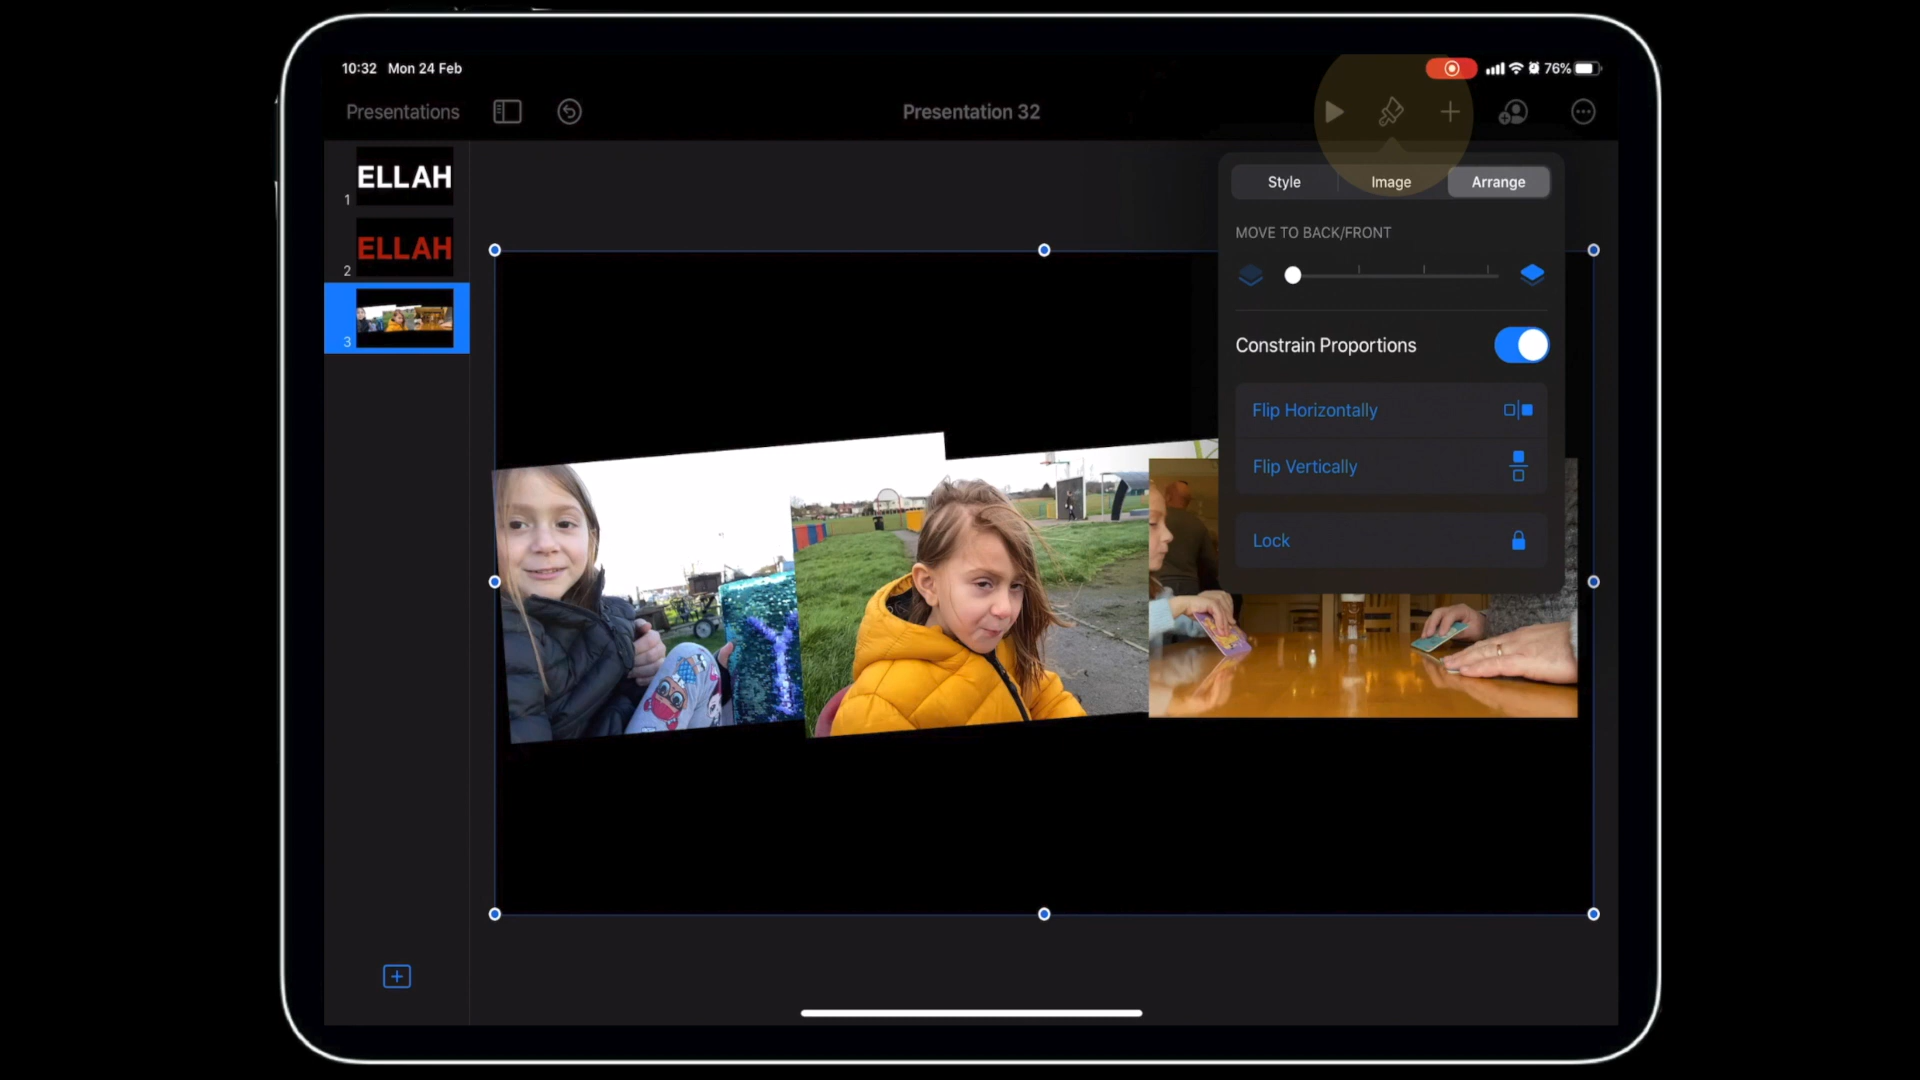 10:32 Mon 24 Feb
76%
Presentations
Presentation 32
1 ELLAH
2 ELLAH
3
Style Image Arrange
MOVE TO BACK/FRONT
Constrain Proportions
Flip Horizontally
Flip Vertically
Lock